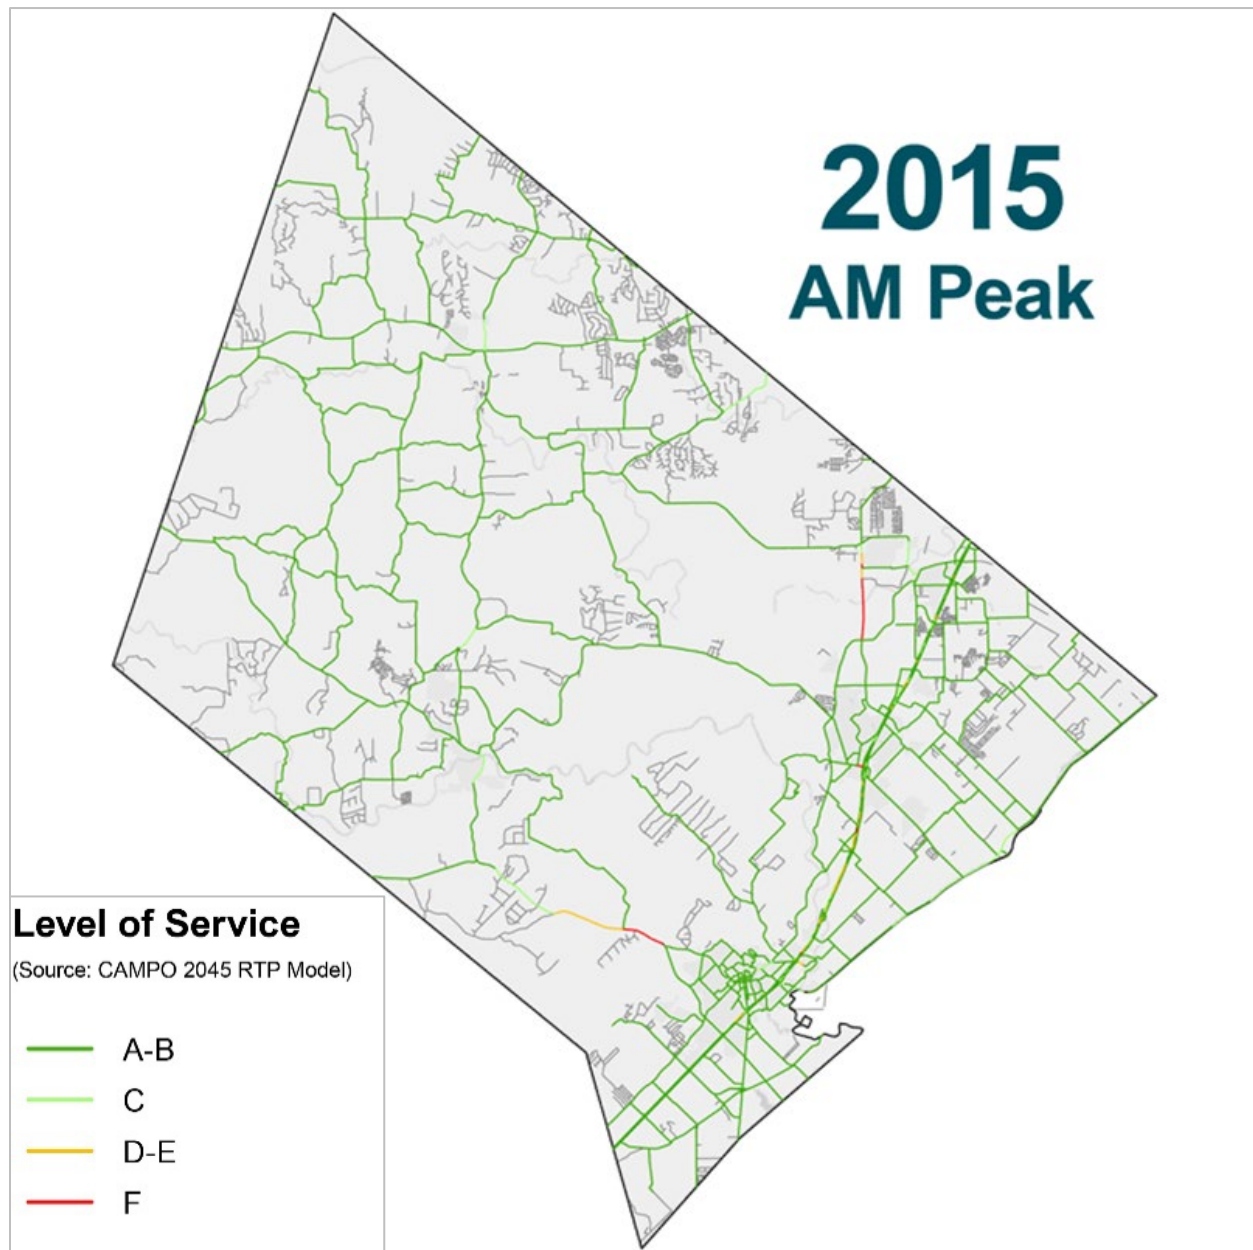 2015
AM Peak
Level of Service
(Source: CAMPO 2045 RTP Model)
A-B
C
D-E
F